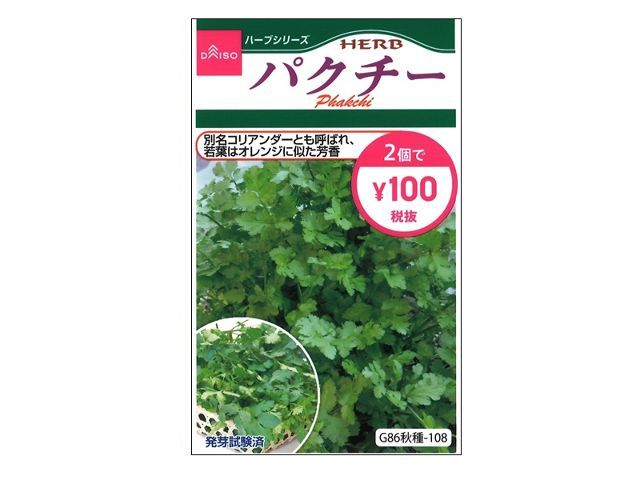 DAISO
ハーブシリーズ
HERB
パクチー
Phakchi
別名コリアンダーとも呼ばれ、
若葉はオレンジに似た芳香
2個で
¥100
税抜
発芽試験済
G86秋種-108